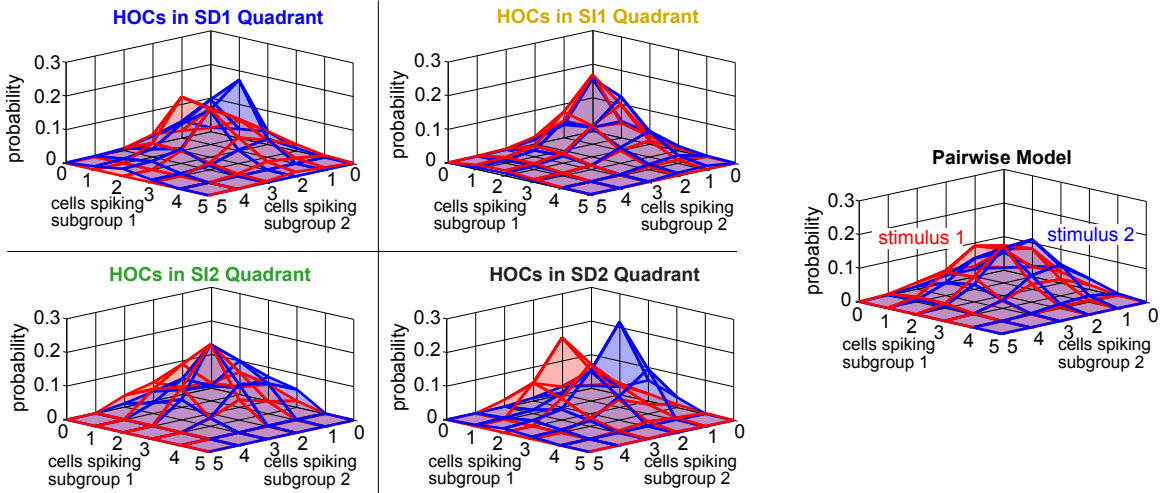 HOCs in SD1 Quadrant
0.3
0.2
0.1
0
probability
0 1 2 3 4 5 5 4 3 2 1 0
cells spiking
subgroup 1
cells spiking
subgroup 2
HOCs in SI1 Quadrant
0.3
0.2
0.1
0
probability
0 1 2 3 4 5 5 4 3 2 1 0
cells spiking
subgroup 1
cells spiking
subgroup 2
HOCs in SI2 Quadrant
0.3
0.2
0.1
0
probability
0 1 2 3 4 5 5 4 3 2 1 0
cells spiking
subgroup 1
cells spiking
subgroup 2
HOCs in SD2 Quadrant
0.3
0.2
0.1
0
probability
0 1 2 3 4 5 5 4 3 2 1 0
cells spiking
subgroup 1
cells spiking
subgroup 2
Pairwise Model
0.3
0.2
0.1
0
probability
stimulus 1
stimulus 2
0 1 2 3 4 5 5 4 3 2 1 0
cells spiking
subgroup 1
cells spiking
subgroup 2